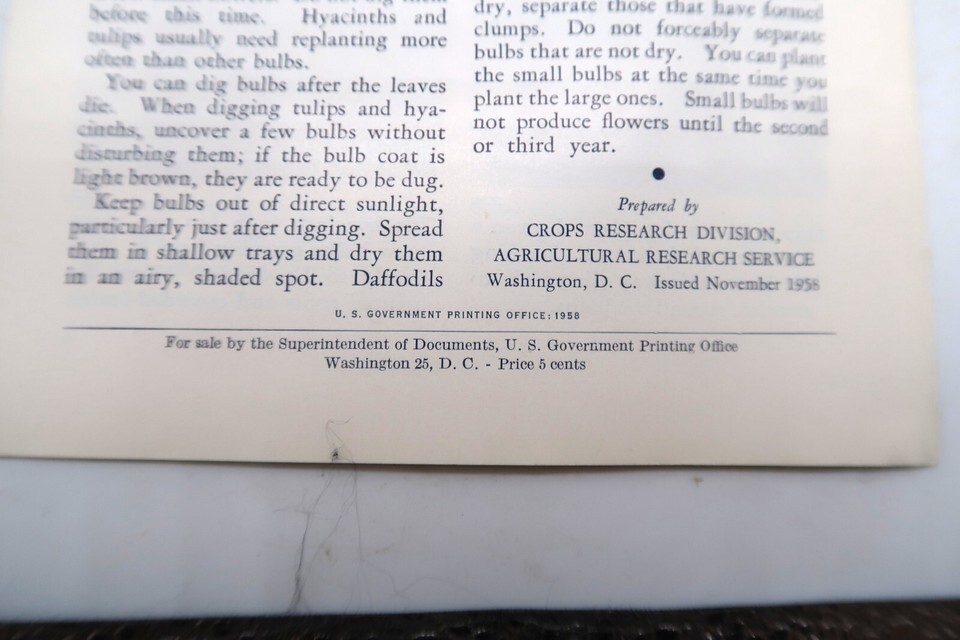 before this time. Hyacinths and
tulips usually need replanting more
often than other bulbs.
You can dig bulbs after the leaves
die. When digging tulips and hya-
cinths, uncover a few bulbs without
disturbing them; if the bulb coat is
light brown, they are ready to be dug.
Keep bulbs out of direct sunlight,
particularly just after digging. Spread
them in shallow trays and dry them
in an airy, shaded spot. Daffodils
dry, separate those that have formed
clumps. Do not forceably separate
bulbs that are not dry. You can plant
the small bulbs at the same time you
plant the large ones. Small bulbs will
not produce flowers until the second
or third year.
Prepared by
CROPS RESEARCH DIVISION,
AGRICULTURAL RESEARCH SERVICE
Washington, D. C. Issued November 1958
U. S. GOVERNMENT PRINTING OFFICE: 1958
For sale by the Superintendent of Documents, U. S. Government Printing Office
Washington 25, D. C. - Price 5 cents